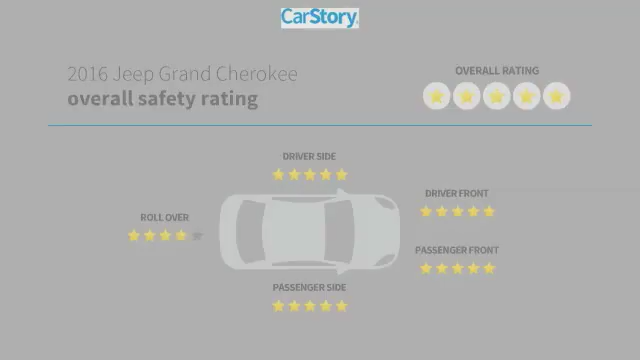 CarStory
2016 Jeep Grand Cherokee
overall safety rating
OVERALL RATING
DRIVER SIDE
DRIVER FRONT
ROLL OVER
PASSENGER FRONT
PASSENGER SIDE